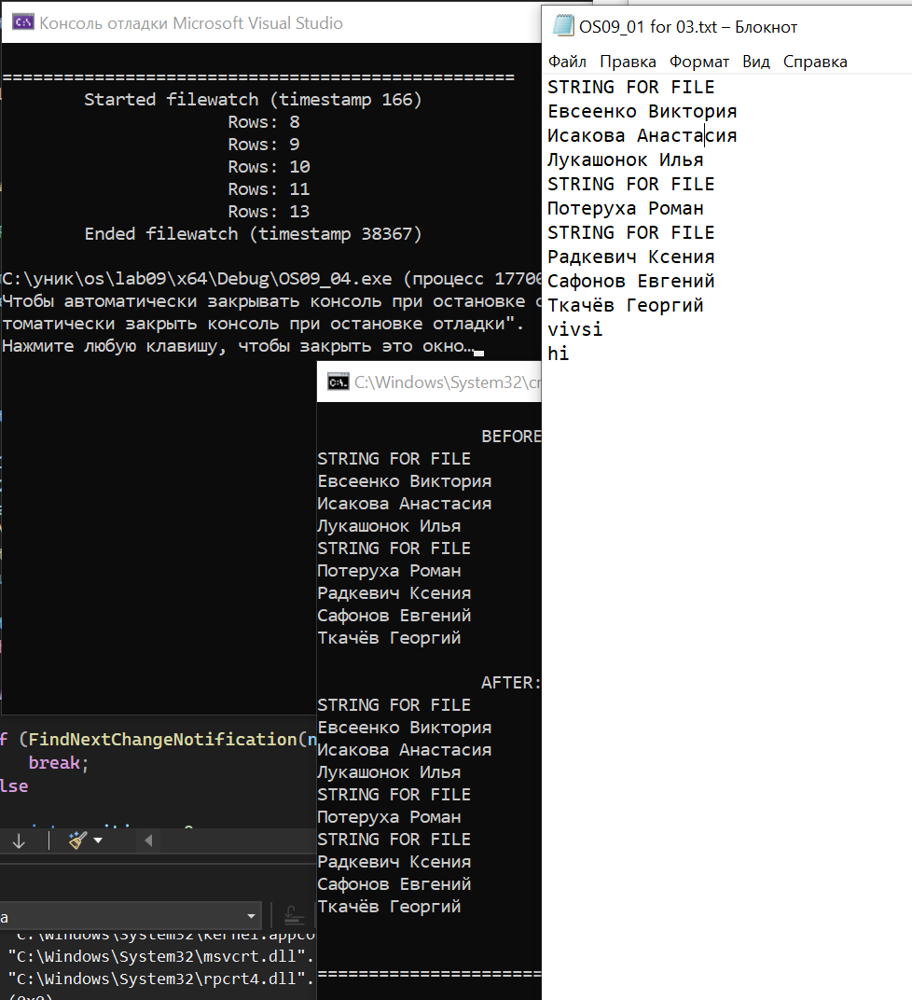 Консоль отладки Microsoft Visual Studio
==================================================
Started filewatch (timestamp 166)
Rows: 8
Rows: 9
Rows: 10
Rows: 11
Rows: 13
Ended filewatch (timestamp 38367)
C:\уник\os\lab09\x64\Debug\OS09_04.exe (процесс 17700
Чтобы автоматически закрывать консоль при остановке
томатически закрыть консоль при остановке отладки".
Нажмите любую клавишу, чтобы закрыть это окно…
OS09_01 for 03.txt – Блокнот
Файл Правка Формат Вид Справка
STRING FOR FILE
Евсеенко Виктория
Исакова Анастасия
Лукашонок Илья
STRING FOR FILE
Потеруха Роман
STRING FOR FILE
Радкевич Ксения
Сафонов Евгений
Ткачёв Георгий
vivsi
hi
C:\Windows\System32\cr
BEFORE
STRING FOR FILE
Евсеенко Виктория
Исакова Анастасия
Лукашонок Илья
STRING FOR FILE
Потеруха Роман
Радкевич Ксения
Сафонов Евгений
Ткачёв Георгий
AFTER:
STRING FOR FILE
Евсеенко Виктория
Исакова Анастасия
Лукашонок Илья
STRING FOR FILE
Потеруха Роман
STRING FOR FILE
Радкевич Ксения
Сафонов Евгений
Ткачёв Георгий
======================
f (FindNextChangeNotification(n
break;
lse
а
"C:\Windows\System32\kernel.appco
"C:\Windows\System32\msvcrt.dll".
"C:\Windows\System32\rpcrt4.dll".